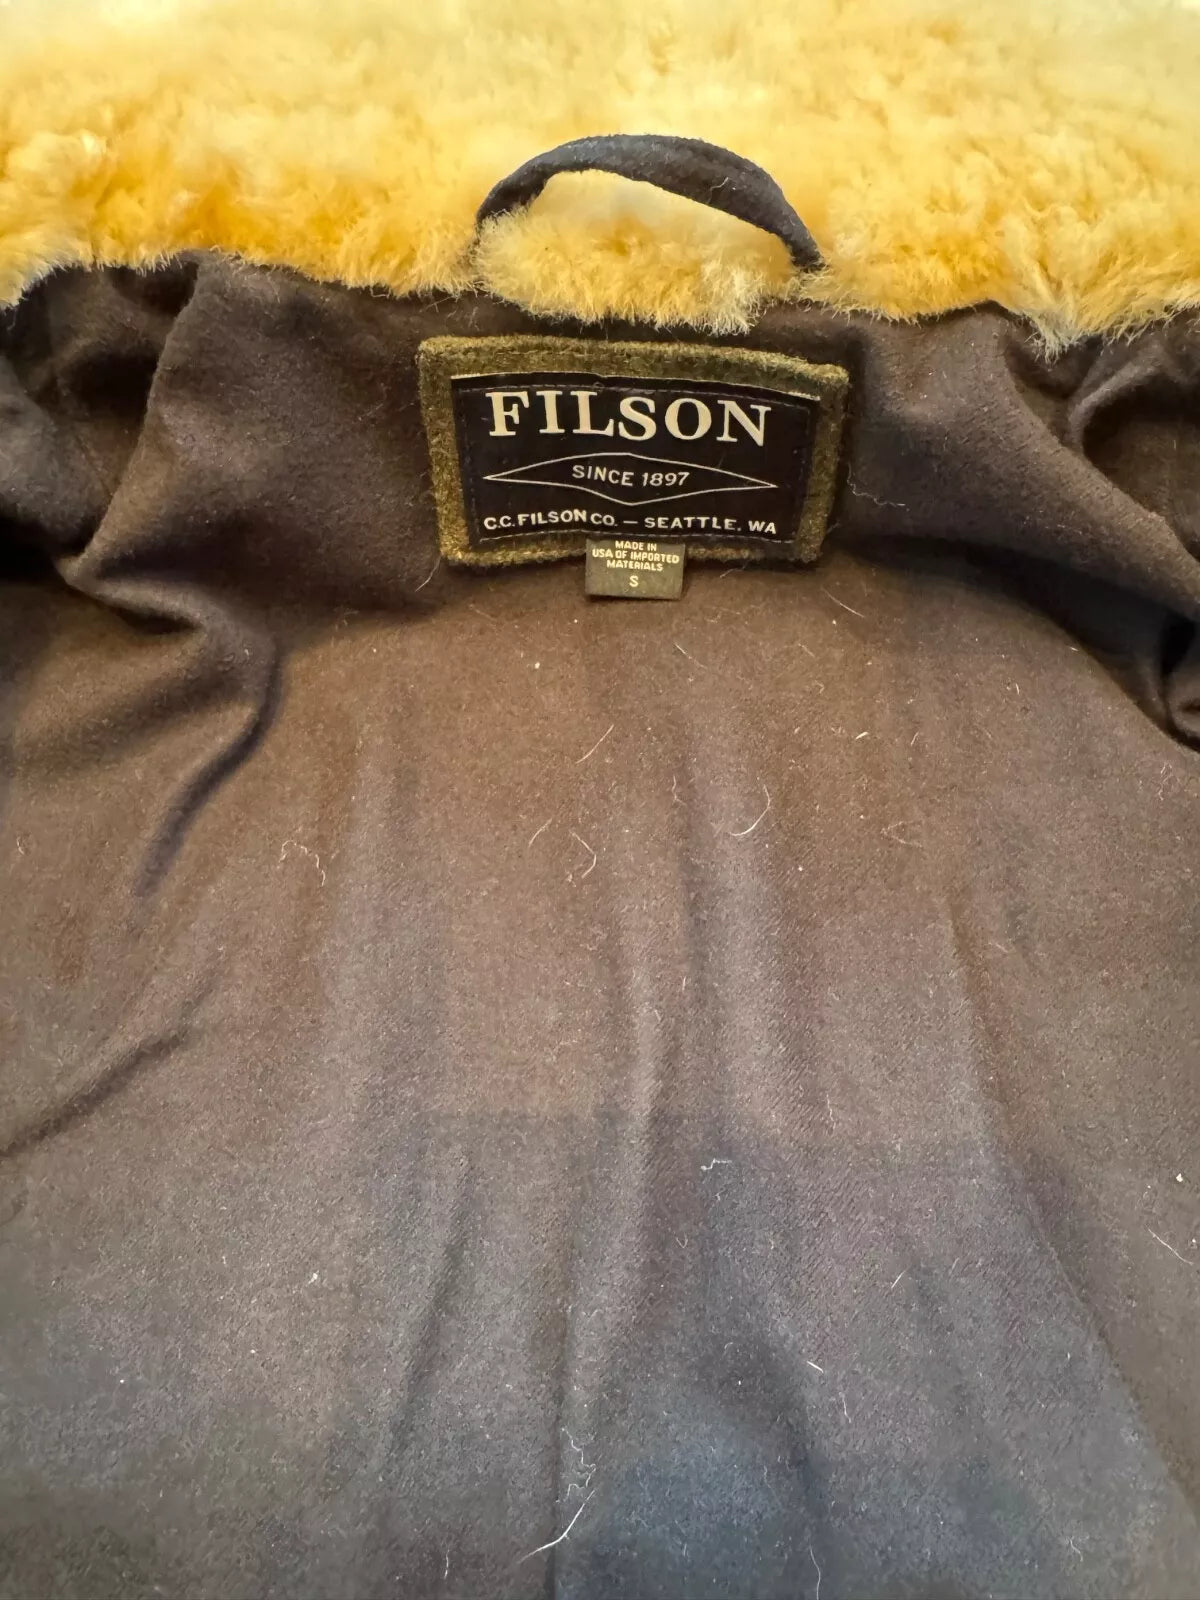 FILSON
SINCE 1897
C.C. FILSON CO. — SEATTLE, WA
MADE IN
USA OF IMPORTED
MATERIALS
S